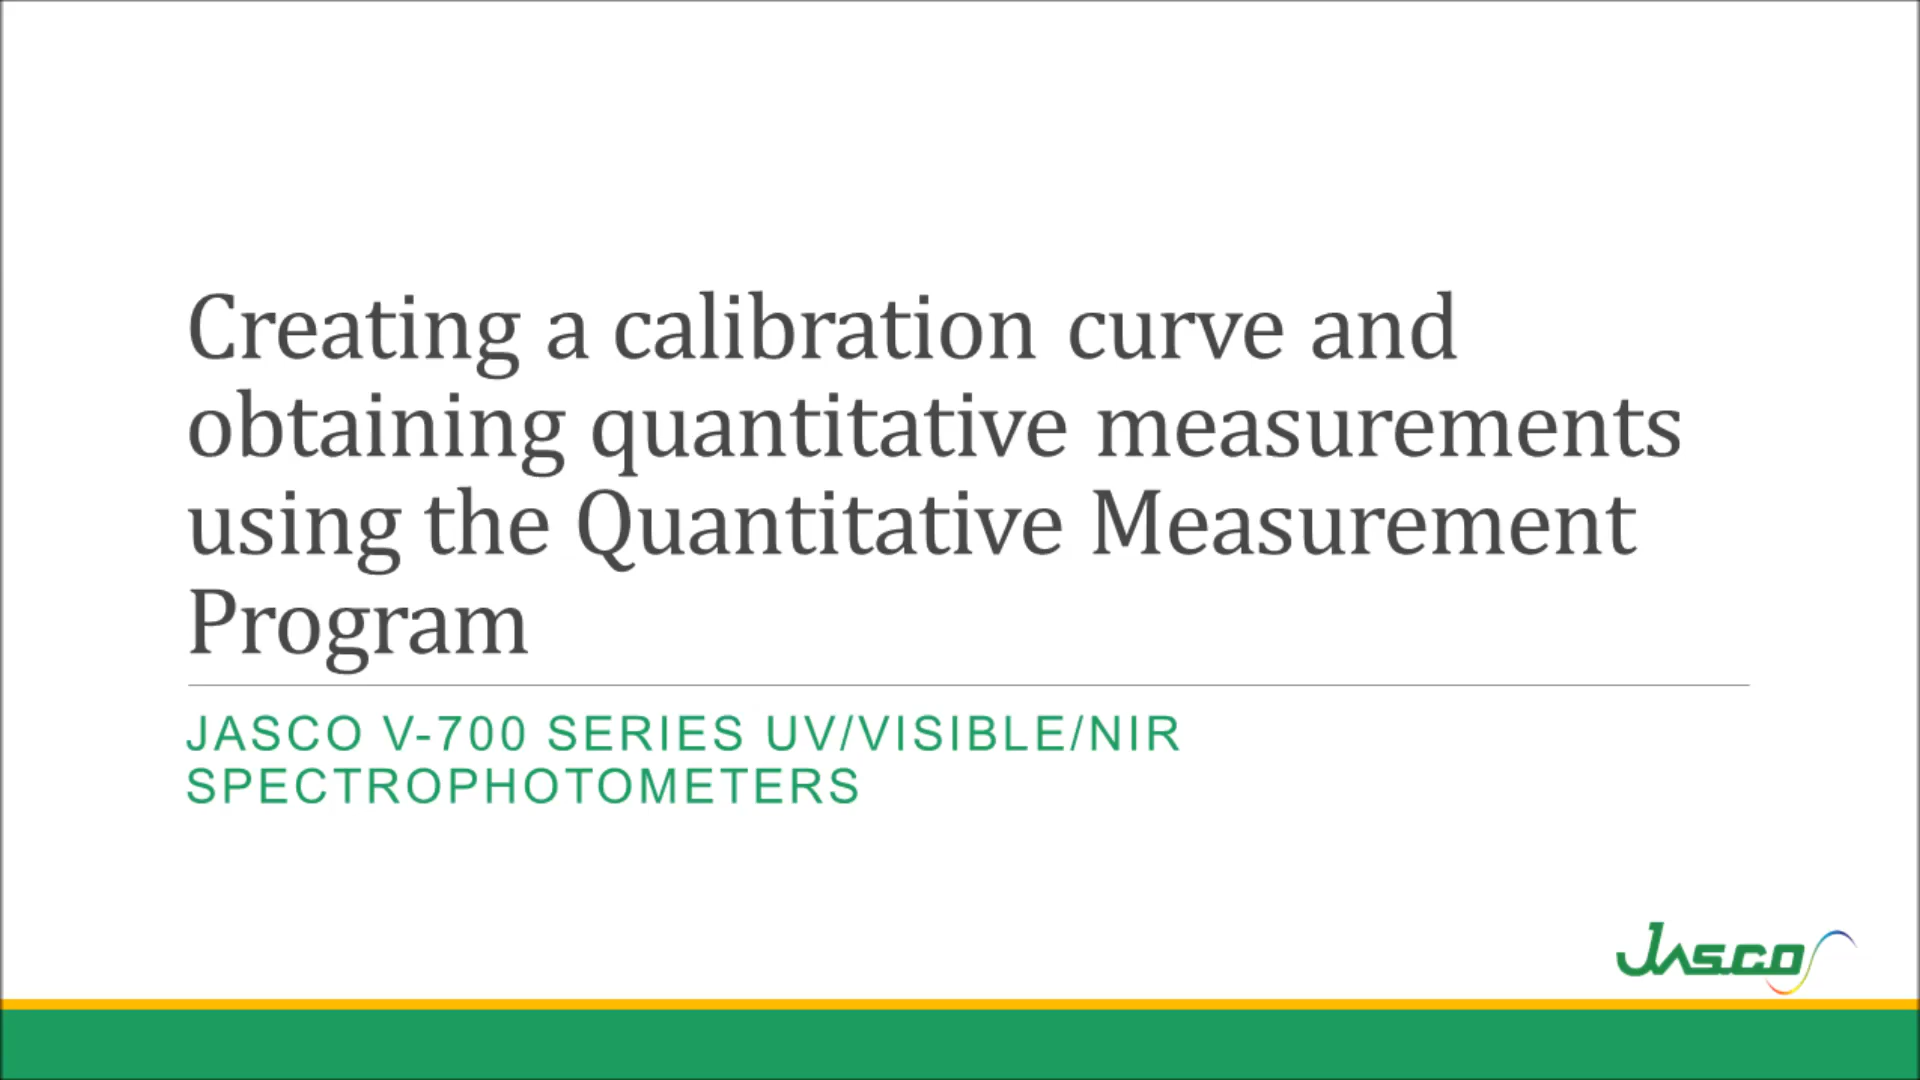 Creating a calibration curve and
obtaining quantitative measurements
using the Quantitative Measurement
Program
JASCO V-700 SERIES UV/VISIBLE/NIR
SPECTROPHOTOMETERS
Jasco